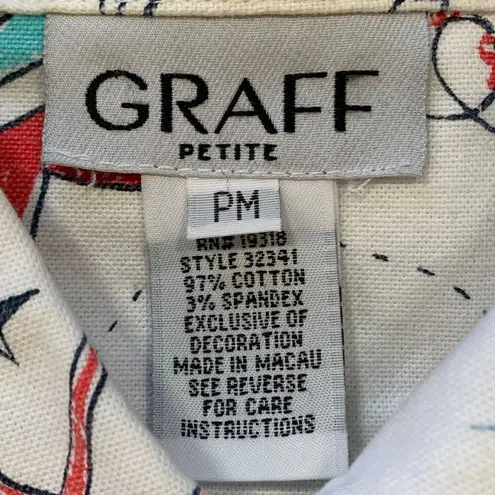 GRAFF
PETITE
PM
RN# 19318
STYLE 32341
97% COTTON
3% SPANDEX
EXCLUSIVE OF
DECORATION
MADE IN MACAU
SEE REVERSE
FOR CARE
INSTRUCTIONS